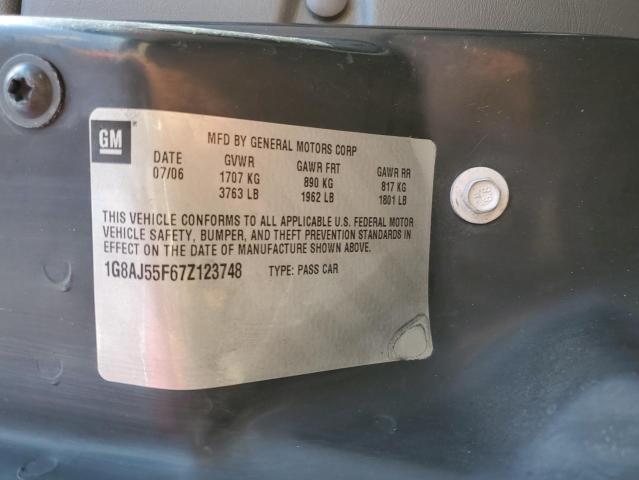 GM
MFD BY GENERAL MOTORS CORP
DATE GVWR GAWR FRT GAWR RR
07/06 1707 KG 890 KG 817 KG
3763 LB 1962 LB 1801 LB
THIS VEHICLE CONFORMS TO ALL APPLICABLE U.S. FEDERAL MOTOR
VEHICLE SAFETY, BUMPER, AND THEFT PREVENTION STANDARDS IN
EFFECT ON THE DATE OF MANUFACTURE SHOWN ABOVE.
1G8AJ55F67Z123748 TYPE: PASS CAR